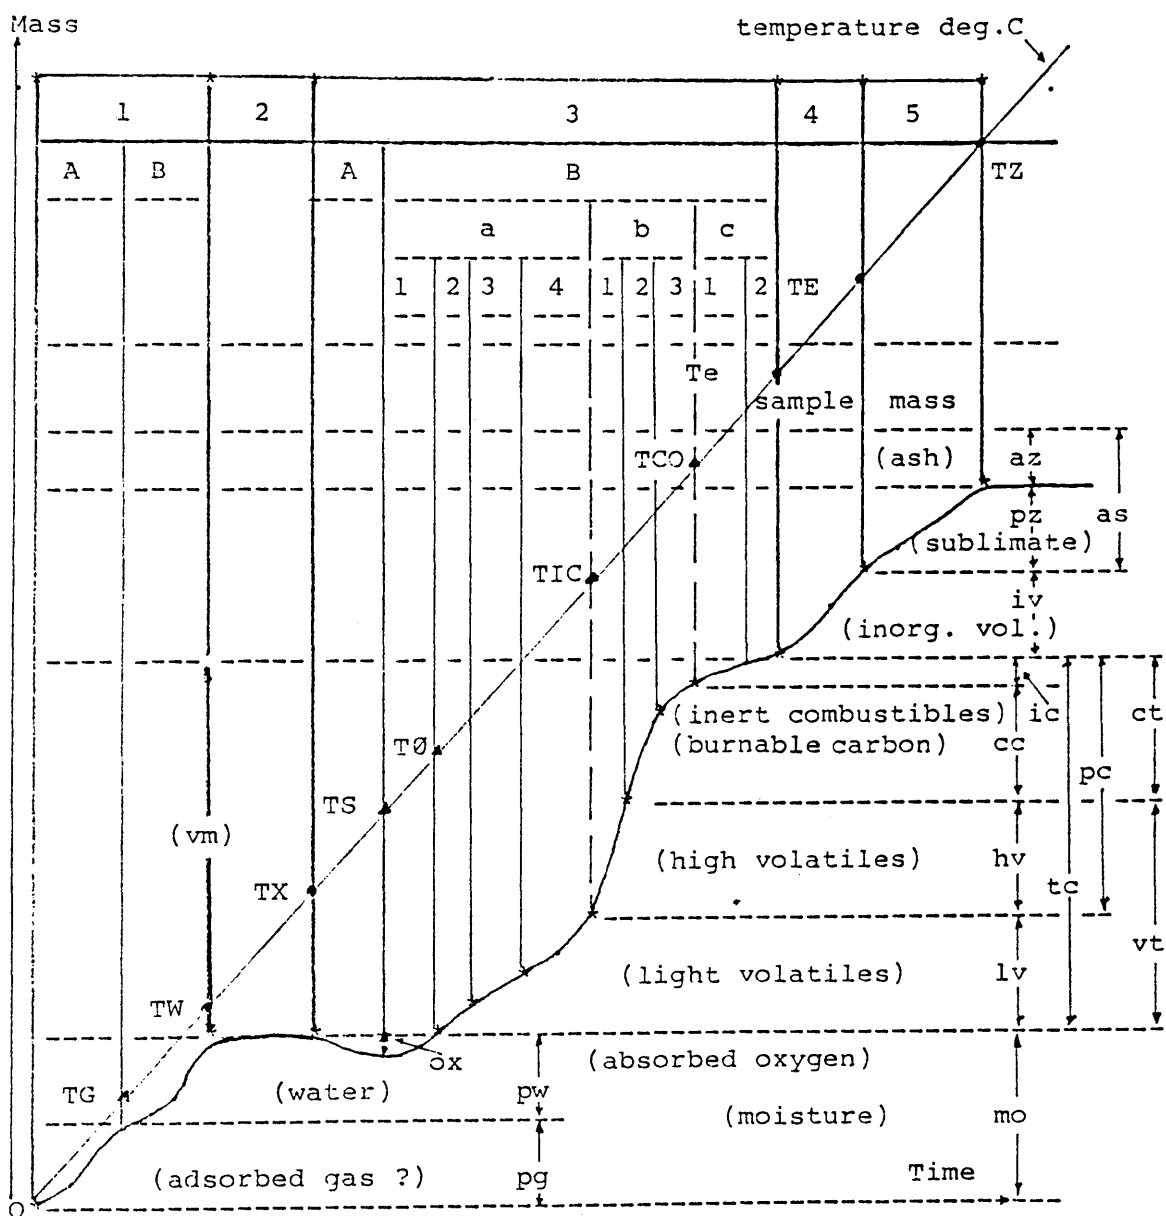 Mass
temperature deg.C
1 2 3 4 5
A B A B TZ
a b c
1 2 3 4 1 2 3 1 2 TE
Te
sample mass
TCO (ash) az
pz as
(sublimate)
TIC
iv
(inorg. vol.)
(inert combustibles) ic ct
TØ (burnable carbon) cc
pc
TS
(vm)
(high volatiles) hv
tc
TX
vt
(light volatiles) lv
TW
ox (absorbed oxygen)
TG (water) pw
(moisture) mo
(adsorbed gas ?) pg Time
O